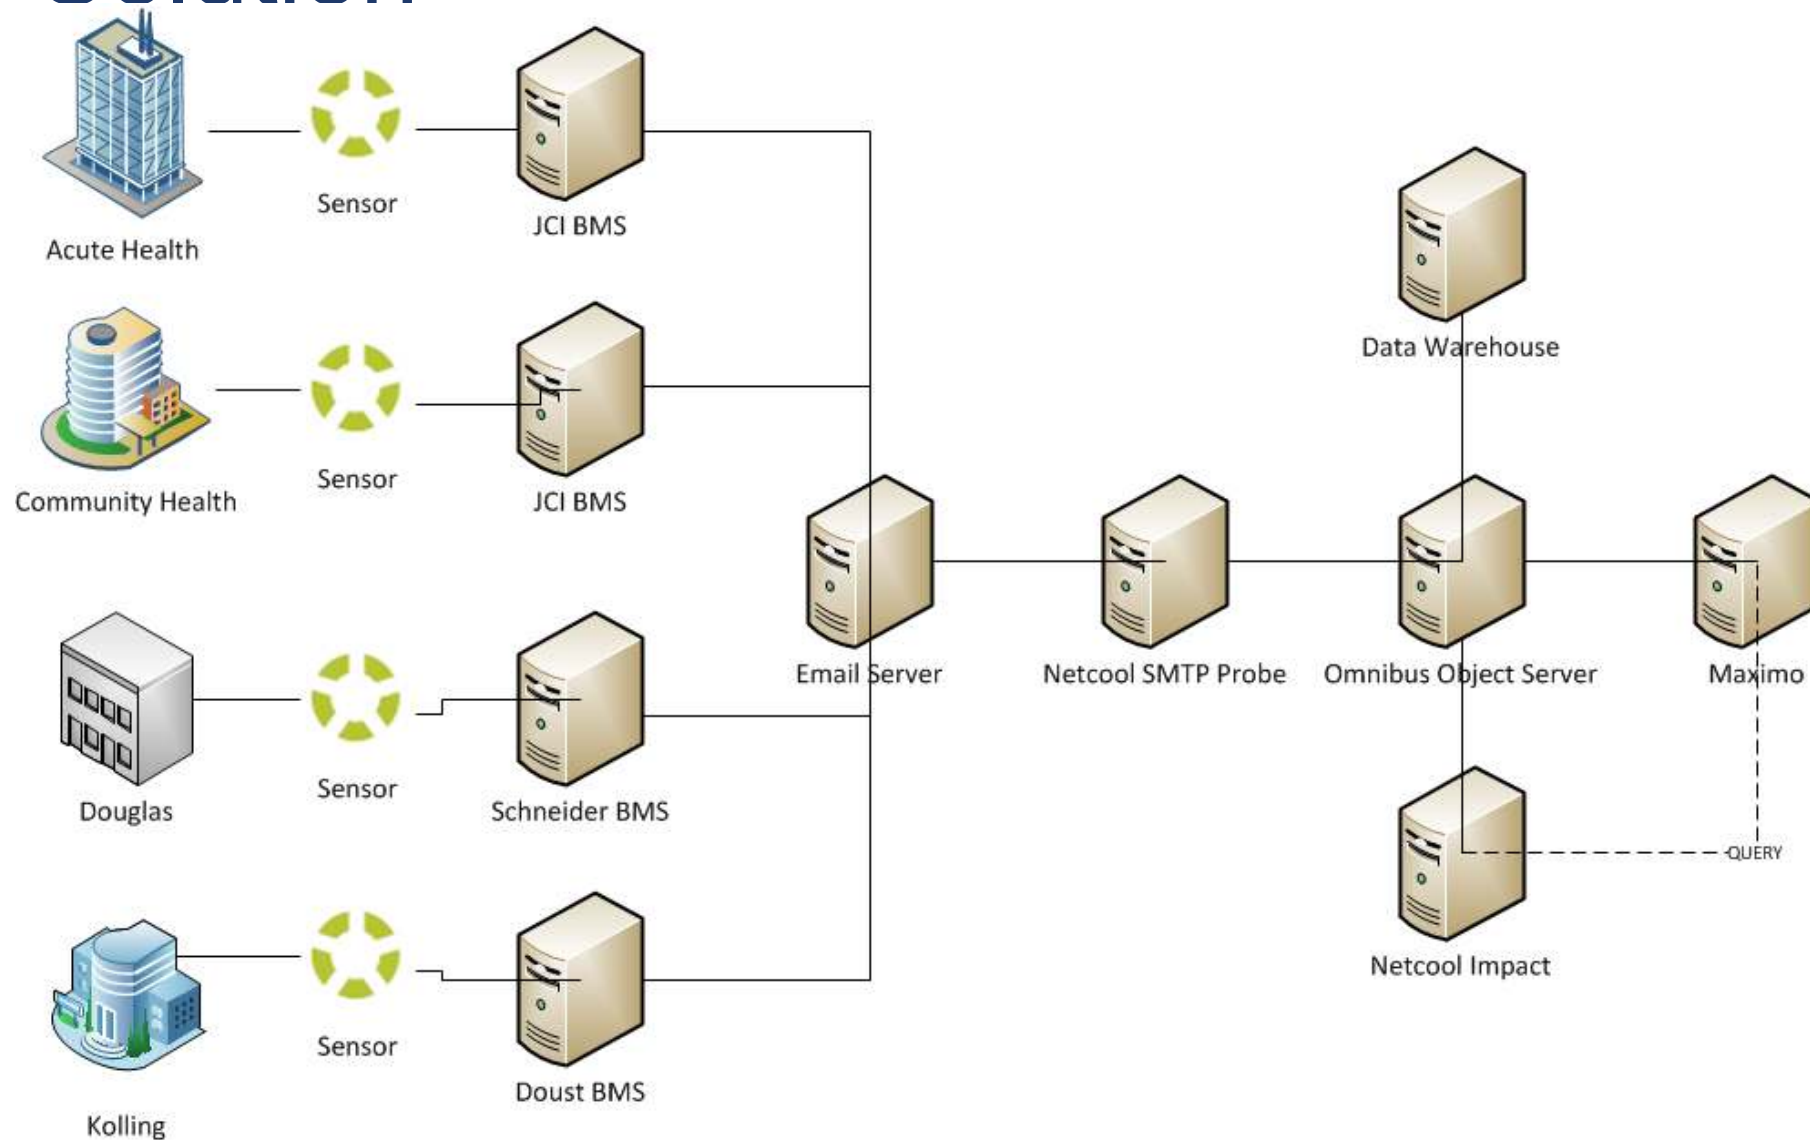 Acute Health
Sensor
JCI BMS
Data Warehouse
Community Health
Sensor
JCI BMS
Email Server
Netcool SMTP Probe
Omnibus Object Server
Maximo
Douglas
Sensor
Schneider BMS
QUERY
Netcool Impact
Kolling
Sensor
Doust BMS